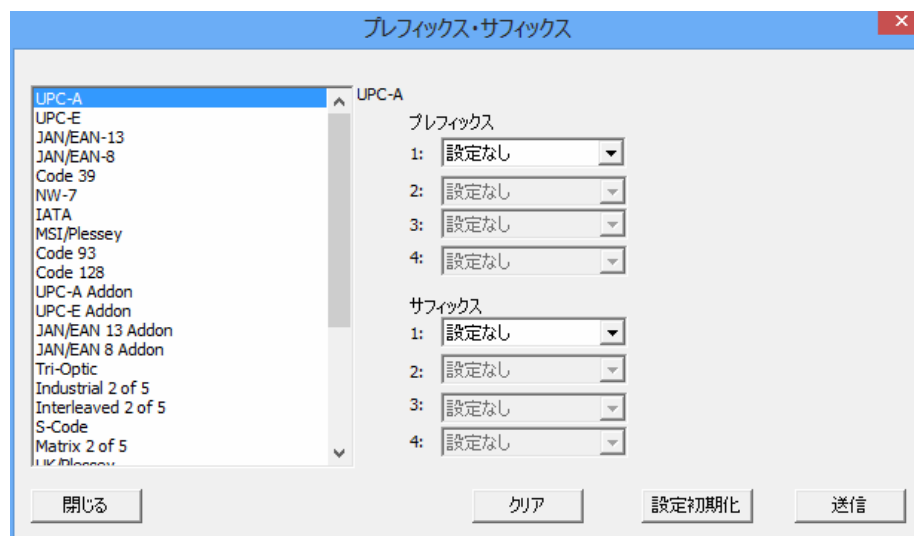 プレフィックス・サフィックス
UPC-A
UPC-E
JAN/EAN-13
JAN/EAN-8
Code 39
NW-7
IATA
MSI/Plessey
Code 93
Code 128
UPC-A Addon
UPC-E Addon
JAN/EAN 13 Addon
JAN/EAN 8 Addon
Tri-Optic
Industrial 2 of 5
Interleaved 2 of 5
S-Code
Matrix 2 of 5
UK/Plessey
UPC-A
プレフィックス
1: 設定なし
2: 設定なし
3: 設定なし
4: 設定なし
サフィックス
1: 設定なし
2: 設定なし
3: 設定なし
4: 設定なし
閉じる
クリア
設定初期化
送信